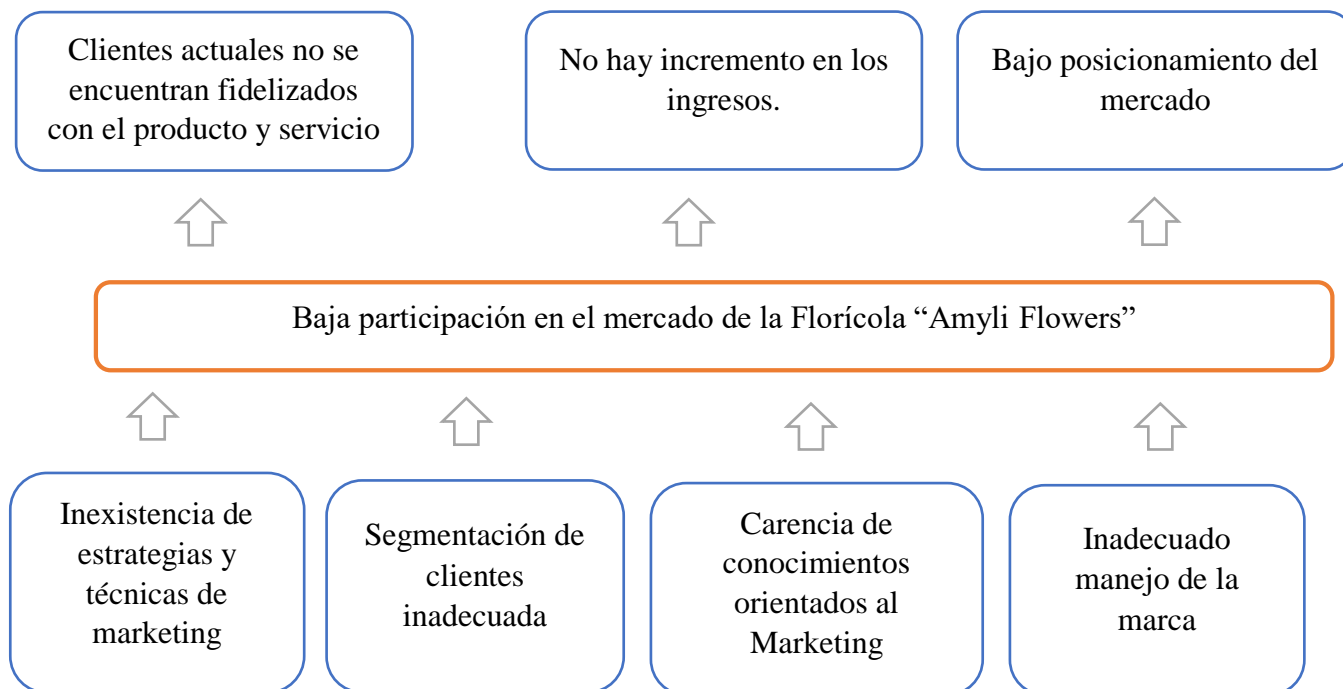 Clientes actuales no se
encuentran fidelizados
con el producto y servicio
No hay incremento en los
ingresos.
Bajo posicionamiento del
mercado
Baja participación en el mercado de la Florícola “Amyli Flowers”
Inexistencia de
estrategias y
técnicas de
marketing
Segmentación de
clientes
inadecuada
Carencia de
conocimientos
orientados al
Marketing
Inadecuado
manejo de la
marca